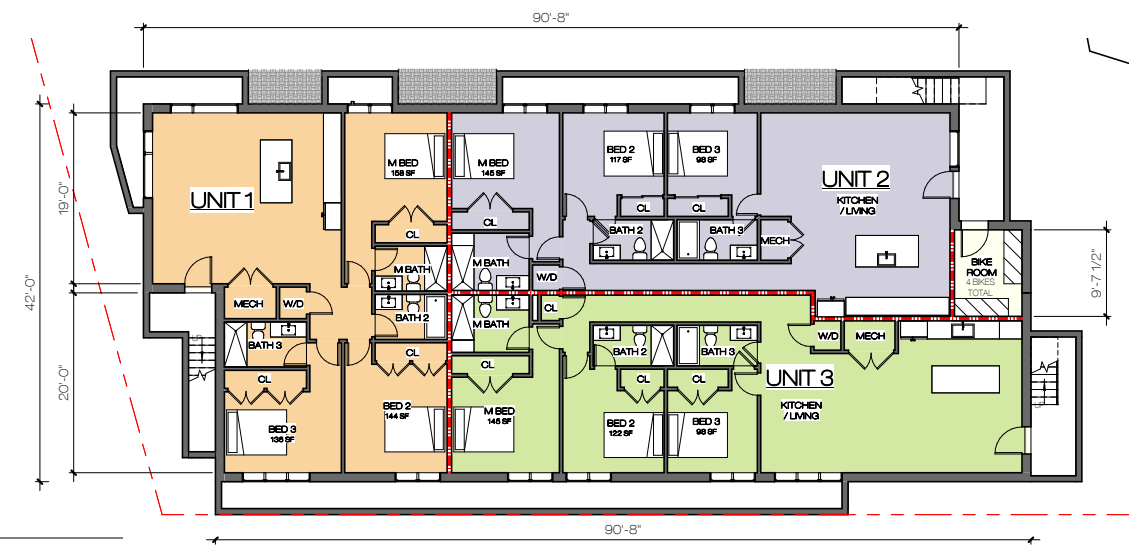 90'-8"
19'-0"
42'-0"
20'-0"
9'-7 1/2"
90'-8"
UNIT 1
M BED
158 SF
CL
M BATH
MECH
W/D
BATH 2
BATH 3
CL
CL
BED 2
144 SF
BED 3
136 SF
M BED
145 SF
CL
M BATH
W/D
BED 2
117 SF
BED 3
98 SF
CL
CL
BATH 2
BATH 3
MECH
UNIT 2
KITCHEN
/ LIVING
BIKE
ROOM
4 BIKES
TOTAL
CL
M BATH
CL
M BED
145 SF
BATH 2
BATH 3
CL
CL
BED 2
122 SF
BED 3
98 SF
W/D
MECH
UNIT 3
KITCHEN
/ LIVING